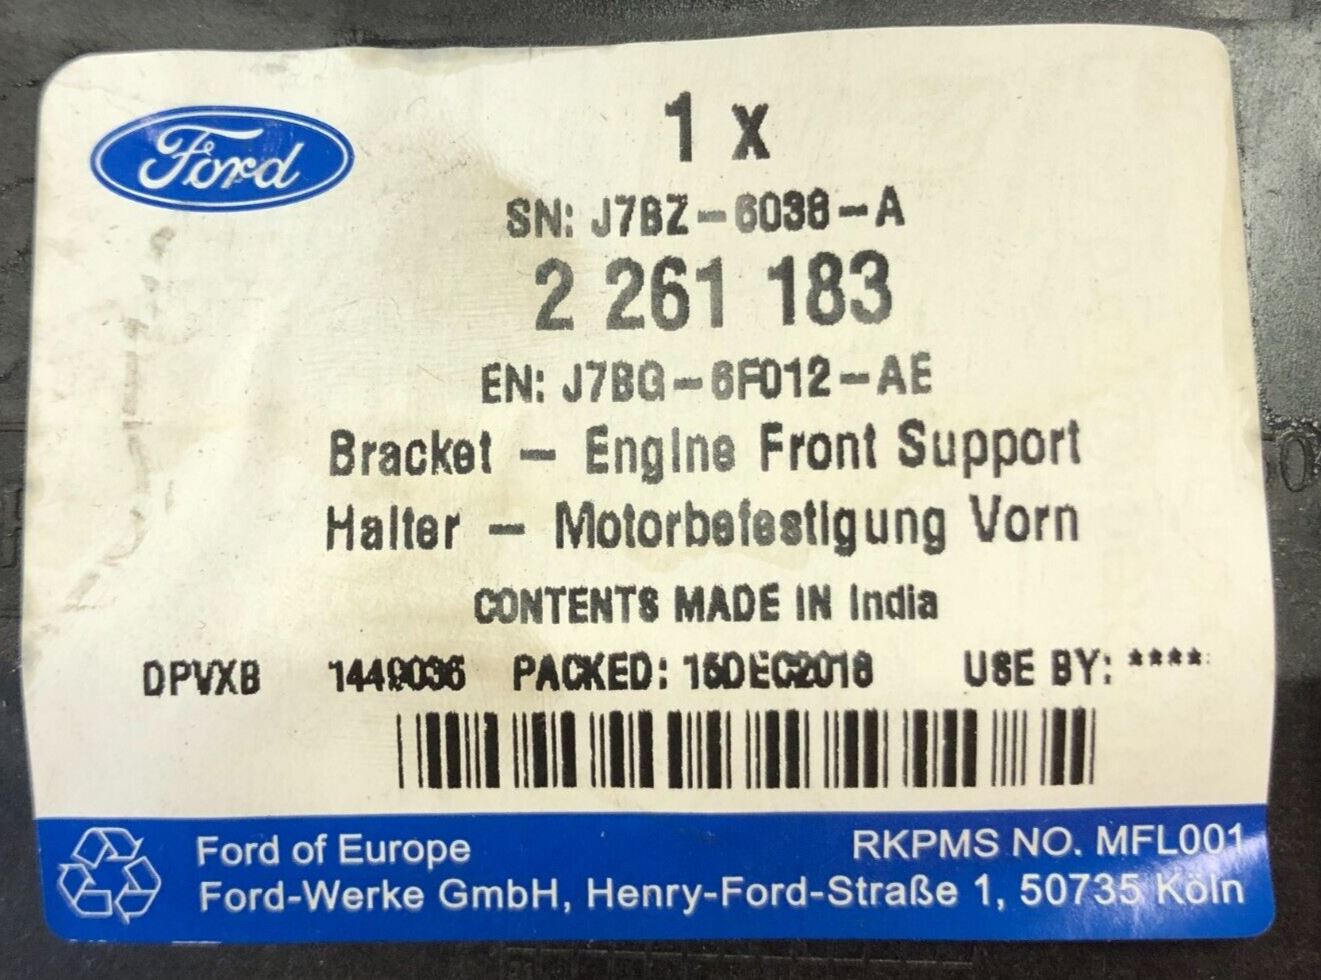 Ford
1 x
SN: J7BZ-6038-A
2 261 183
EN: J7BG-6F012-AE
Bracket - Engine Front Support
Halter - Motorbefestigung Vorn
CONTENTS MADE IN India
DPVXB 1449036 PACKED: 15DEC2018 USE BY: ****
Ford of Europe RKPMS NO. MFL001
Ford-Werke GmbH, Henry-Ford-Straße 1, 50735 Köln